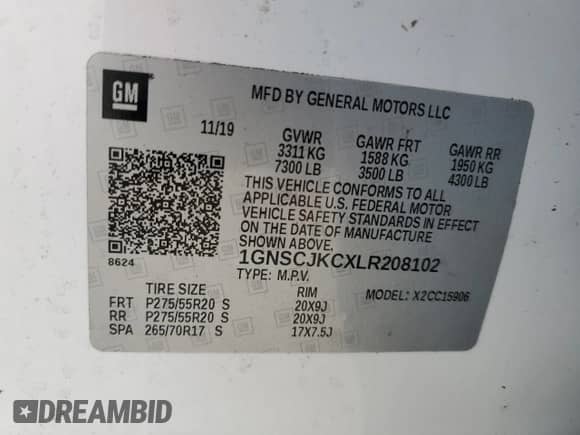 GM
MFD BY GENERAL MOTORS LLC
11/19
GVWR GAWR FRT GAWR RR
3311 KG 1588 KG 1950 KG
7300 LB 3500 LB 4300 LB
THIS VEHICLE CONFORMS TO ALL
APPLICABLE U.S. FEDERAL MOTOR
VEHICLE SAFETY STANDARDS IN EFFECT
ON THE DATE OF MANUFACTURE
SHOWN ABOVE.
8624
1GNSCJKCXLR208102
TYPE: M.P.V. MODEL: X2CC15906
TIRE SIZE RIM
FRT P275/55R20 S 20X9J
RR P275/55R20 S 20X9J
SPA 265/70R17 S 17X7.5J
DREAMBID